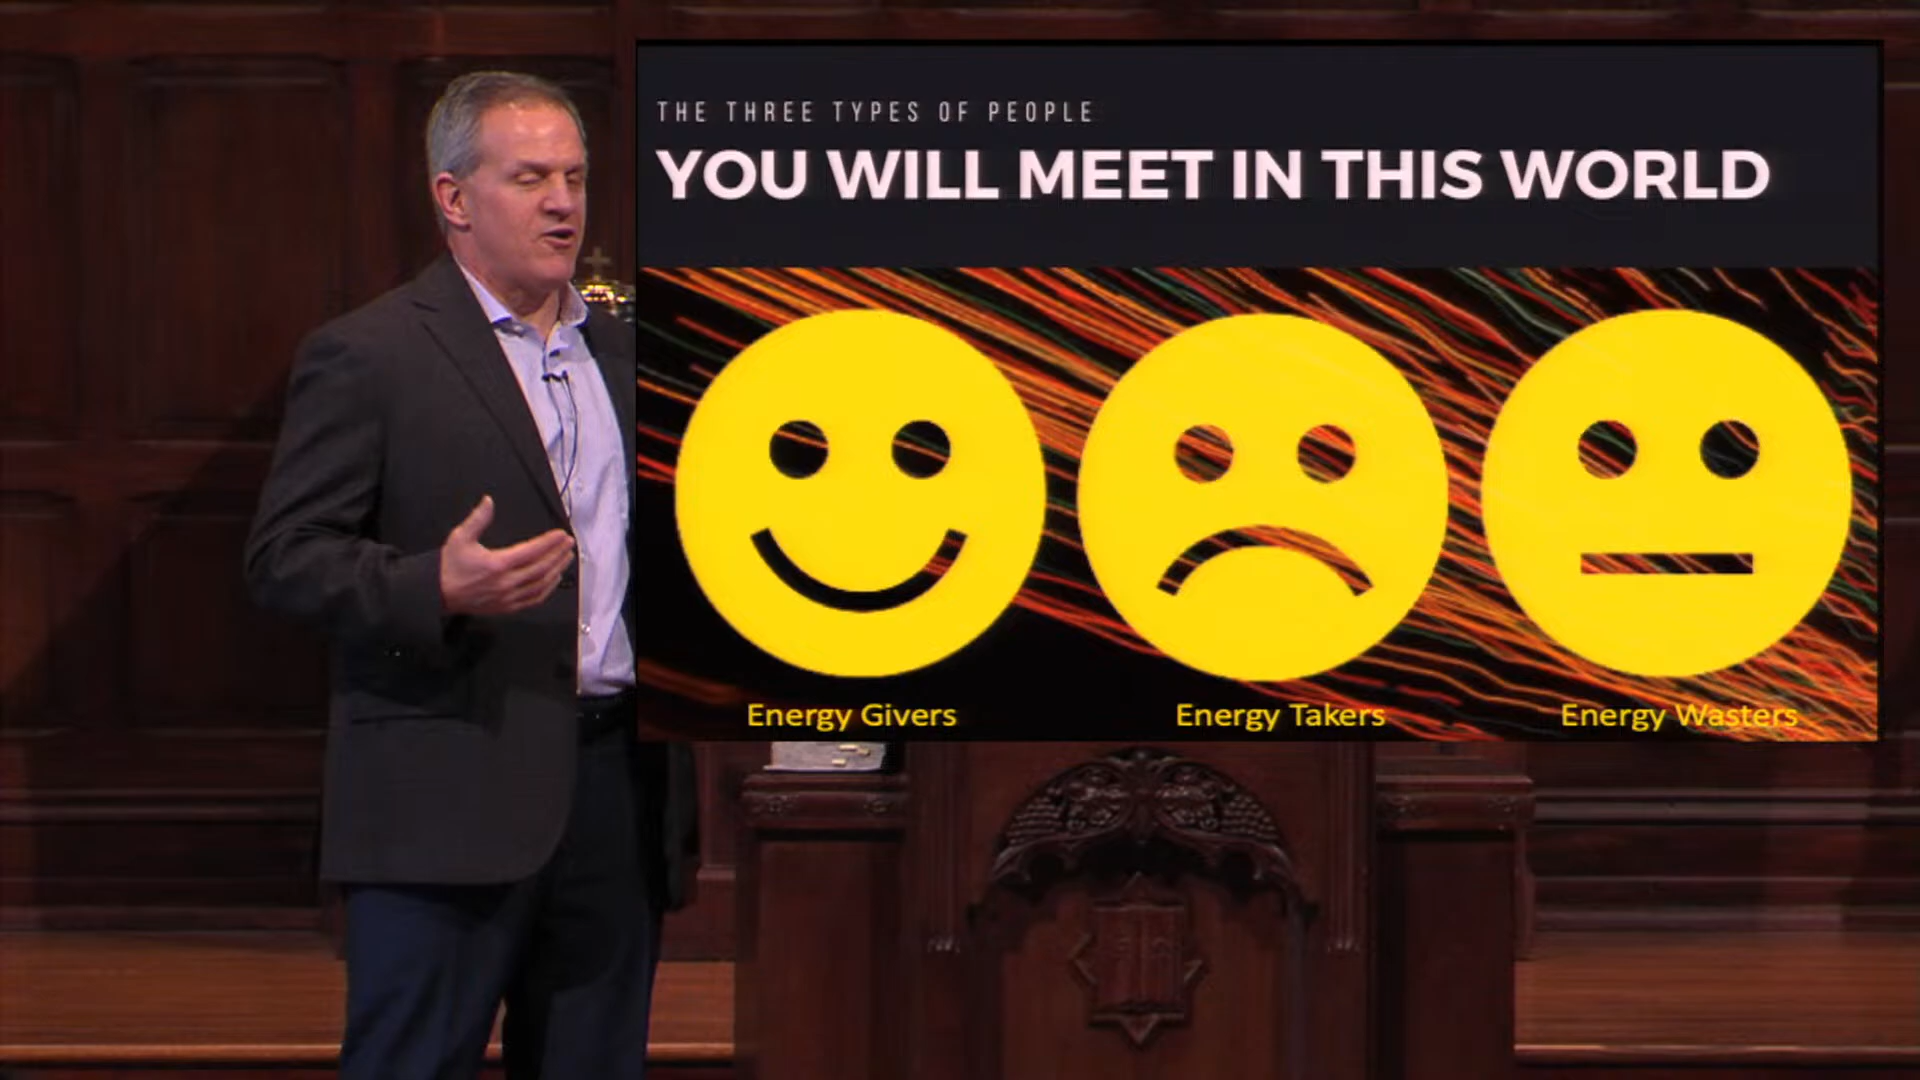 THE THREE TYPES OF PEOPLE
YOU WILL MEET IN THIS WORLD
Energy Givers
Energy Takers
Energy Wasters